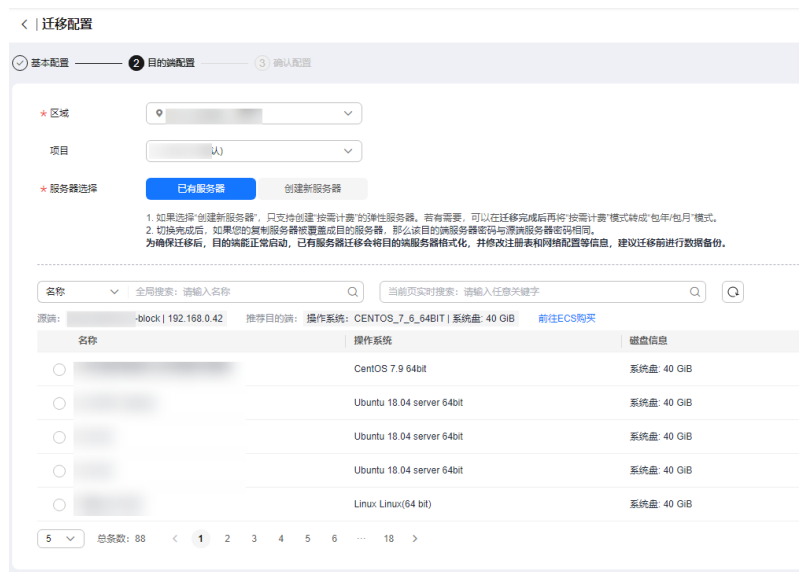 迁移配置
基本配置 2 目的端配置 3 确认配置
* 区域
项目 认)
* 服务器选择 已有服务器 创建新服务器
1. 如果选择“创建新服务器”，只支持创建“按需计费”的弹性服务器。若有需要，可以在迁移完成后再将“按需计费”模式转成“包年/包月”模式。
2. 切换完成后，如果您的复制服务器被覆盖成目的服务器，那么该目的端服务器密码与源端服务器密码相同。
为确保迁移后，目的端能正常启动，已有服务器迁移会将目的端服务器格式化，并修改注册表和网络配置等信息，建议迁移前进行数据备份。
名称 全局搜索：请输入名称 当前页实时搜索：请输入任意关键字
源端： -block | 192.168.0.42 推荐目的端： 操作系统：CENTOS_7_6_64BIT | 系统盘: 40 GiB 前往ECS购买
名称 操作系统 磁盘信息
CentOS 7.9 64bit 系统盘: 40 GiB
Ubuntu 18.04 server 64bit 系统盘: 40 GiB
Ubuntu 18.04 server 64bit 系统盘: 40 GiB
Ubuntu 18.04 server 64bit 系统盘: 40 GiB
Linux Linux(64 bit) 系统盘: 40 GiB
5 总条数：88 < 1 2 3 4 5 6 ... 18 >